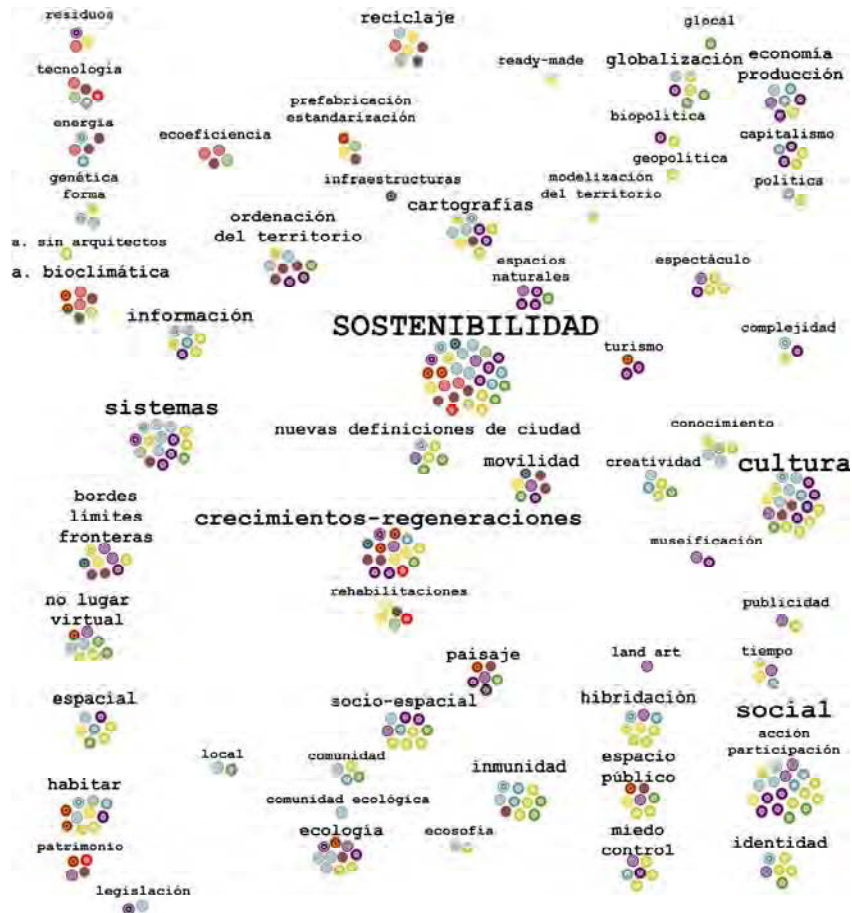 residuos
reciclaje
glocal
tecnología
ready-made
globalización
economía
producción
energía
ecoeficiencia
prefabricación
estandarización
biopolítica
capitalismo
genética
forma
infraestructuras
geopolítica
modelización
del territorio
política
a. sin arquitectos
ordenación
del territorio
cartografías
a. bioclimática
espacios
naturales
espectáculo
información
SOSTENIBILIDAD
turismo
complejidad
sistemas
nuevas definiciones de ciudad
conocimiento
movilidad
creatividad
cultura
bordes
límites
fronteras
crecimientos-regeneraciones
museificación
no lugar
virtual
rehabilitaciones
publicidad
paisaje
land art
tiempo
espacial
socio-espacial
hibridación
social
acción
participación
local
comunidad
inmunidad
espacio
público
habitar
comunidad ecológica
patrimonio
ecología
ecosofía
miedo
control
identidad
legislación